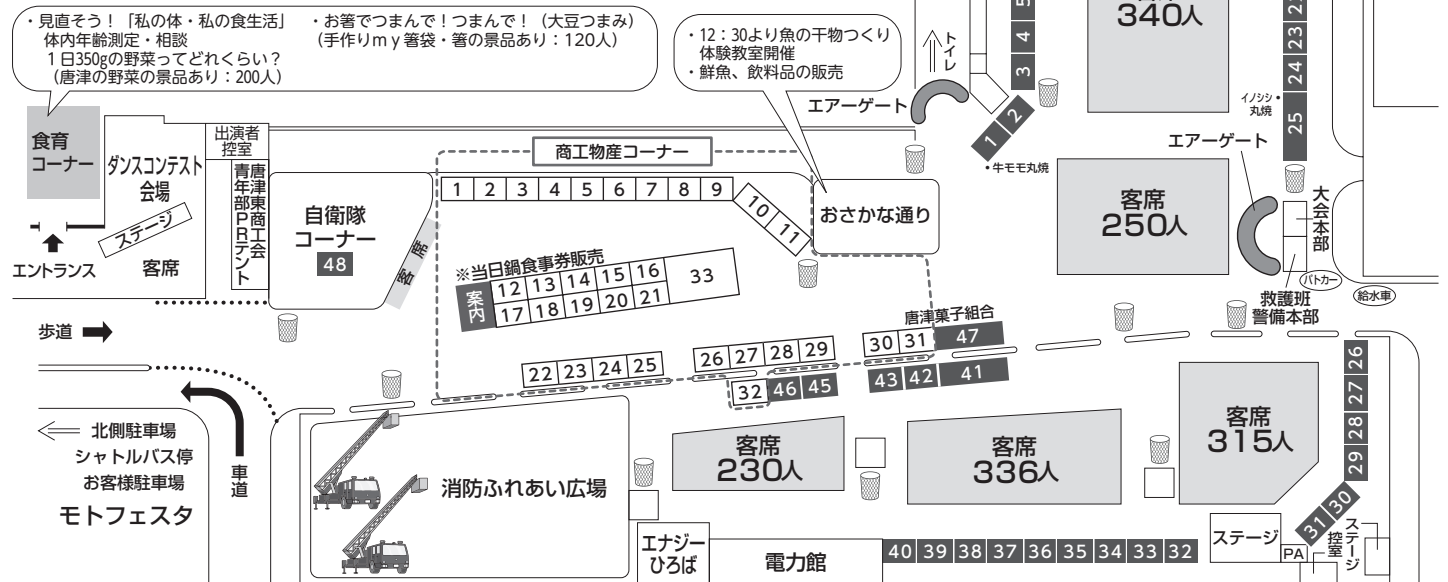 ・見直そう！「私の体・私の食生活」
体内年齢測定・相談
１日350gの野菜ってどれくらい？
（唐津の野菜の景品あり：200人）
・お箸でつまんで！つまんで！（大豆つまみ）
（手作りｍｙ箸袋・箸の景品あり：120人）
・12：30より魚の干物つくり
体験教室開催
・鮮魚、飲料品の販売
トイレ
5
4
3
2
1
340人
23
24
25
イノシシ・
丸焼
エアーゲート
・牛モモ丸焼
エアーゲート
食育
コーナー
ダンスコンテスト
会場
ステージ
客席
エントランス
出演者
控室
唐津東商工会
青年部ＰＲテント
自衛隊
コーナー
48
客席
商工物産コーナー
1 2 3 4 5 6 7 8 9
10 11
おさかな通り
客席
250人
大会本部
救護班
警備本部
パトカー
給水車
※当日鍋食事券販売
案内
12 13 14 15 16
17 18 19 20 21
33
歩道
唐津菓子組合
22 23 24 25
26 27 28 29
30 31 47
32 46 45
43 42 41
北側駐車場
シャトルバス停
お客様駐車場
モトフェスタ
車道
消防ふれあい広場
客席
230人
客席
336人
客席
315人
26
27
28
29
30
31
エナジー
ひろば
電力館
40 39 38 37 36 35 34 33 32
ステージ
PA
ステージ
控室